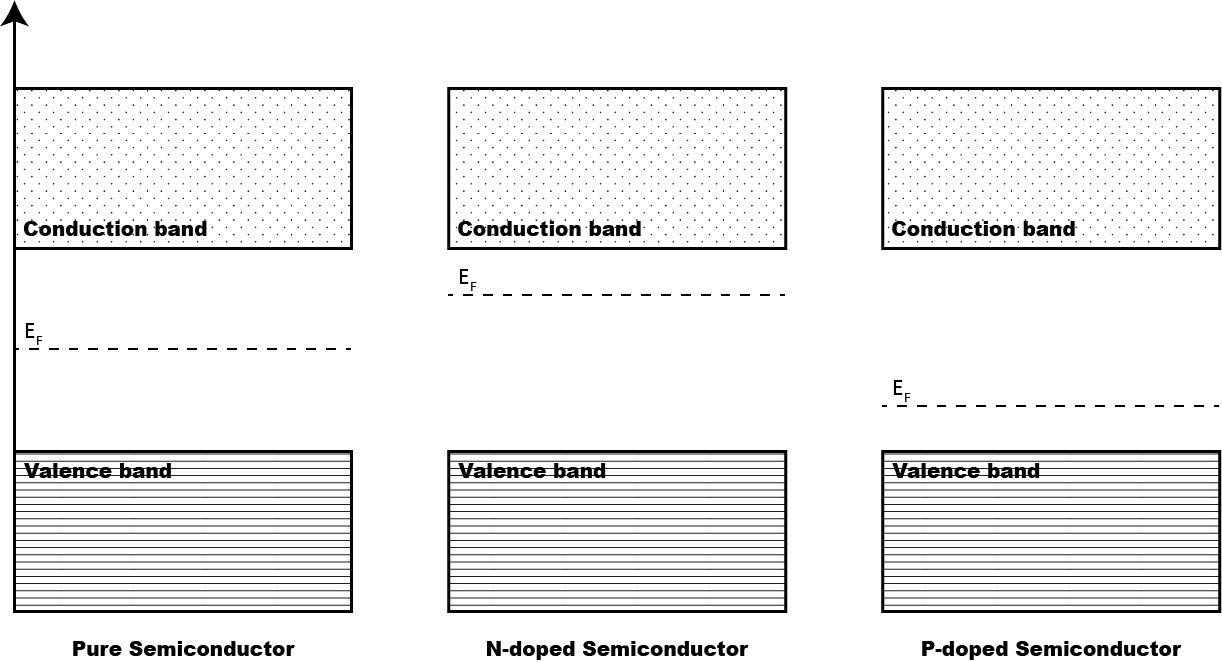 Conduction band
E_F
Valence band
Pure Semiconductor
Conduction band
E_F
Valence band
N-doped Semiconductor
Conduction band
E_F
Valence band
P-doped Semiconductor